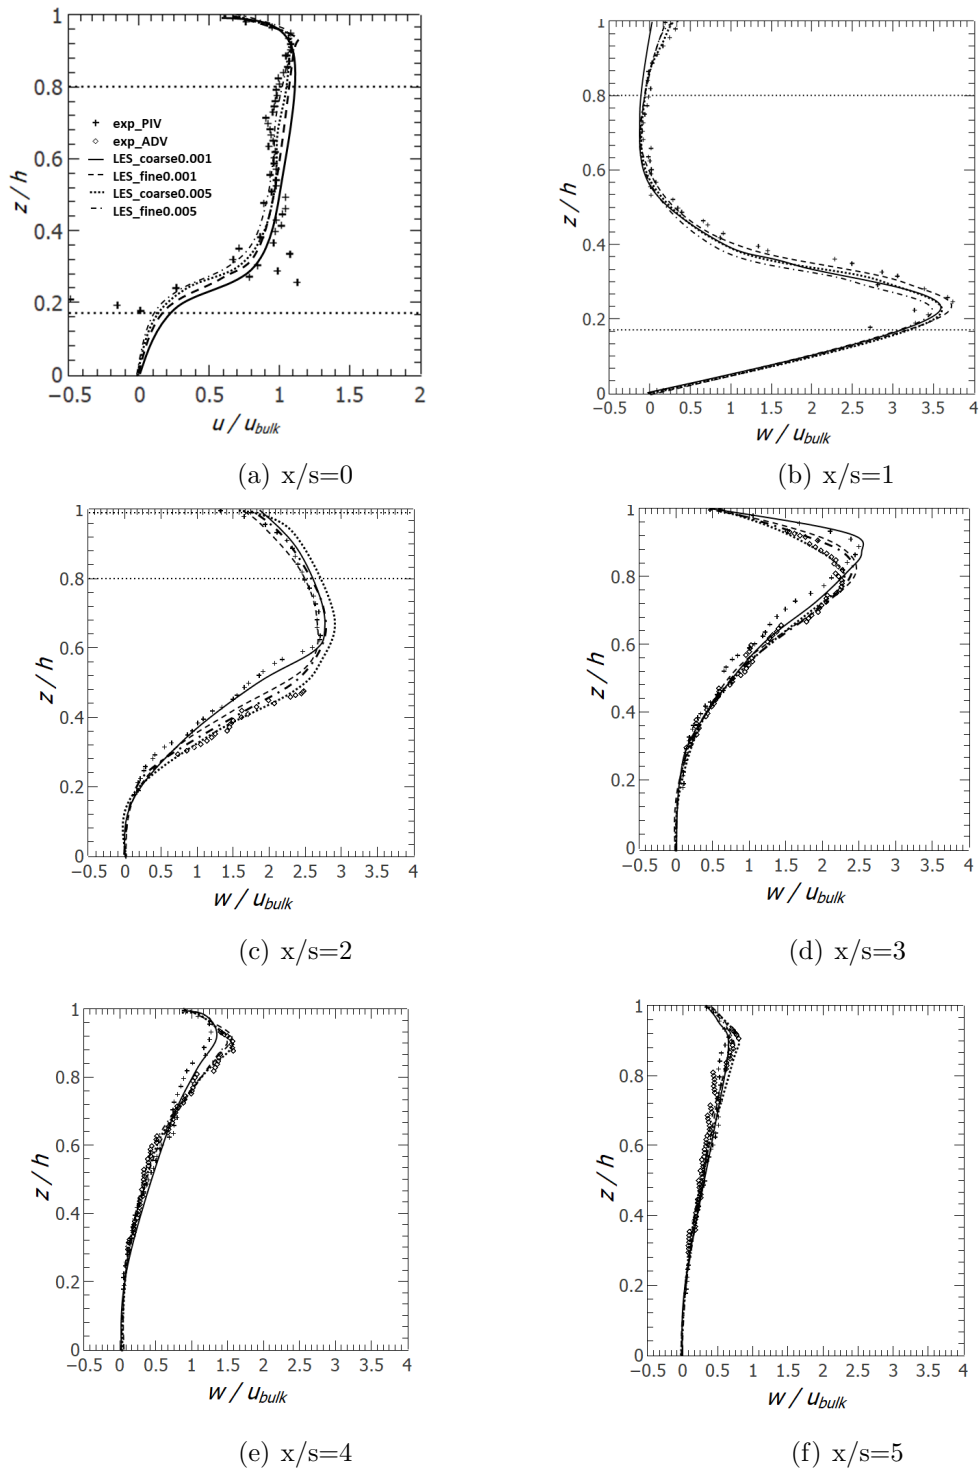 1
0.8
0.6
0.4
0.2
0
z / h
exp_PIV
exp_ADV
LES_coarse0.001
LES_fine0.001
LES_coarse0.005
LES_fine0.005
−0.5 0 0.5 1 1.5 2
u / u_bulk
(a) x/s=0
1
0.8
0.6
0.4
0.2
0
z / h
−0.5 0 0.5 1 1.5 2 2.5 3 3.5 4
w / u_bulk
(b) x/s=1
1
0.8
0.6
0.4
0.2
0
z / h
−0.5 0 0.5 1 1.5 2 2.5 3 3.5 4
w / u_bulk
(c) x/s=2
1
0.8
0.6
0.4
0.2
0
z / h
−0.5 0 0.5 1 1.5 2 2.5 3 3.5 4
w / u_bulk
(d) x/s=3
1
0.8
0.6
0.4
0.2
0
z / h
−0.5 0 0.5 1 1.5 2 2.5 3 3.5 4
w / u_bulk
(e) x/s=4
1
0.8
0.6
0.4
0.2
0
z / h
−0.5 0 0.5 1 1.5 2 2.5 3 3.5 4
w / u_bulk
(f) x/s=5